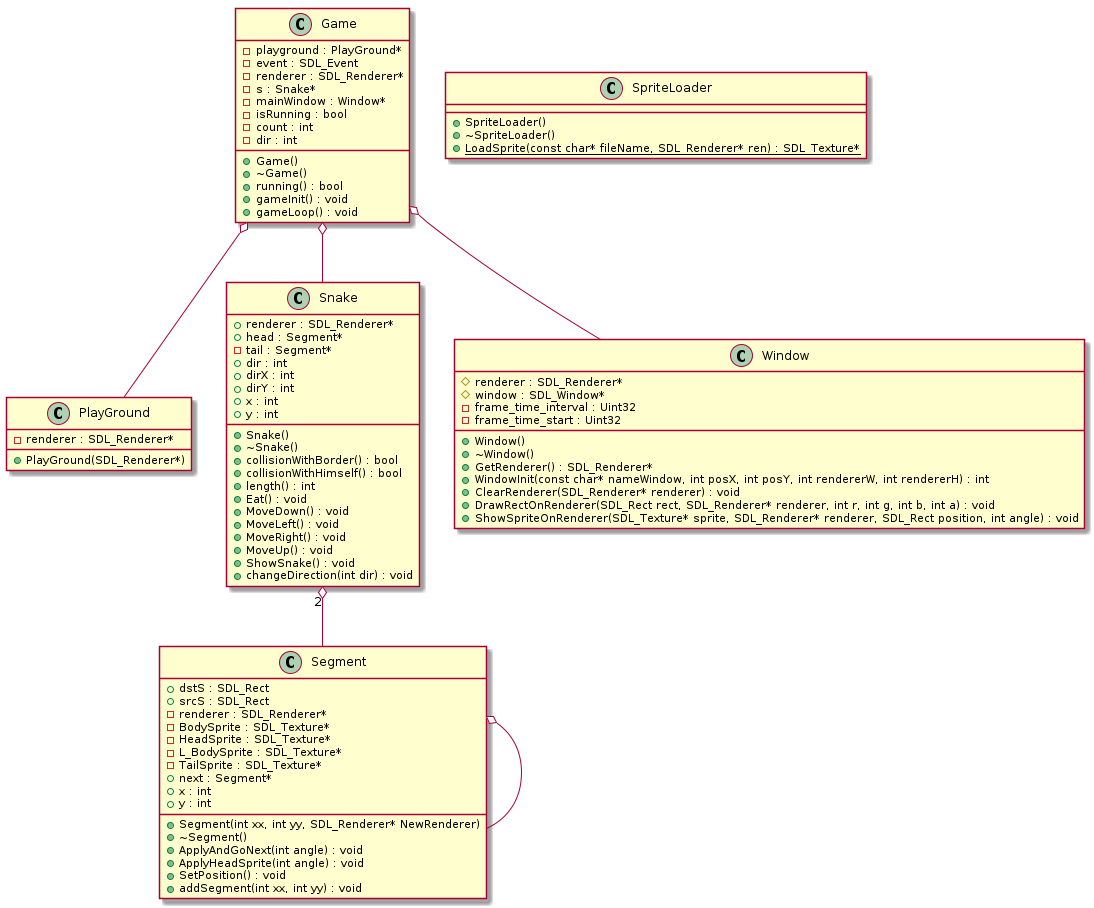 C Game
playground : PlayGround*
event : SDL_Event
renderer : SDL_Renderer*
s : Snake*
mainWindow : Window*
isRunning : bool
count : int
dir : int
Game()
~Game()
running() : bool
gameInit() : void
gameLoop() : void
C SpriteLoader
SpriteLoader()
~SpriteLoader()
LoadSprite(const char* fileName, SDL_Renderer* ren) : SDL_Texture*
C Snake
renderer : SDL_Renderer*
head : Segment*
tail : Segment*
dir : int
dirX : int
dirY : int
x : int
y : int
Snake()
~Snake()
collisionWithBorder() : bool
collisionWithHimself() : bool
length() : int
Eat() : void
MoveDown() : void
MoveLeft() : void
MoveRight() : void
MoveUp() : void
ShowSnake() : void
changeDirection(int dir) : void
C Window
renderer : SDL_Renderer*
window : SDL_Window*
frame_time_interval : Uint32
frame_time_start : Uint32
Window()
~Window()
GetRenderer() : SDL_Renderer*
WindowInit(const char* nameWindow, int posX, int posY, int rendererW, int rendererH) : int
ClearRenderer(SDL_Renderer* renderer) : void
DrawRectOnRenderer(SDL_Rect rect, SDL_Renderer* renderer, int r, int g, int b, int a) : void
ShowSpriteOnRenderer(SDL_Texture* sprite, SDL_Renderer* renderer, SDL_Rect position, int angle) : void
C PlayGround
renderer : SDL_Renderer*
PlayGround(SDL_Renderer*)
2
C Segment
dstS : SDL_Rect
srcS : SDL_Rect
renderer : SDL_Renderer*
BodySprite : SDL_Texture*
HeadSprite : SDL_Texture*
L_BodySprite : SDL_Texture*
TailSprite : SDL_Texture*
next : Segment*
x : int
y : int
Segment(int xx, int yy, SDL_Renderer* NewRenderer)
~Segment()
ApplyAndGoNext(int angle) : void
ApplyHeadSprite(int angle) : void
SetPosition() : void
addSegment(int xx, int yy) : void